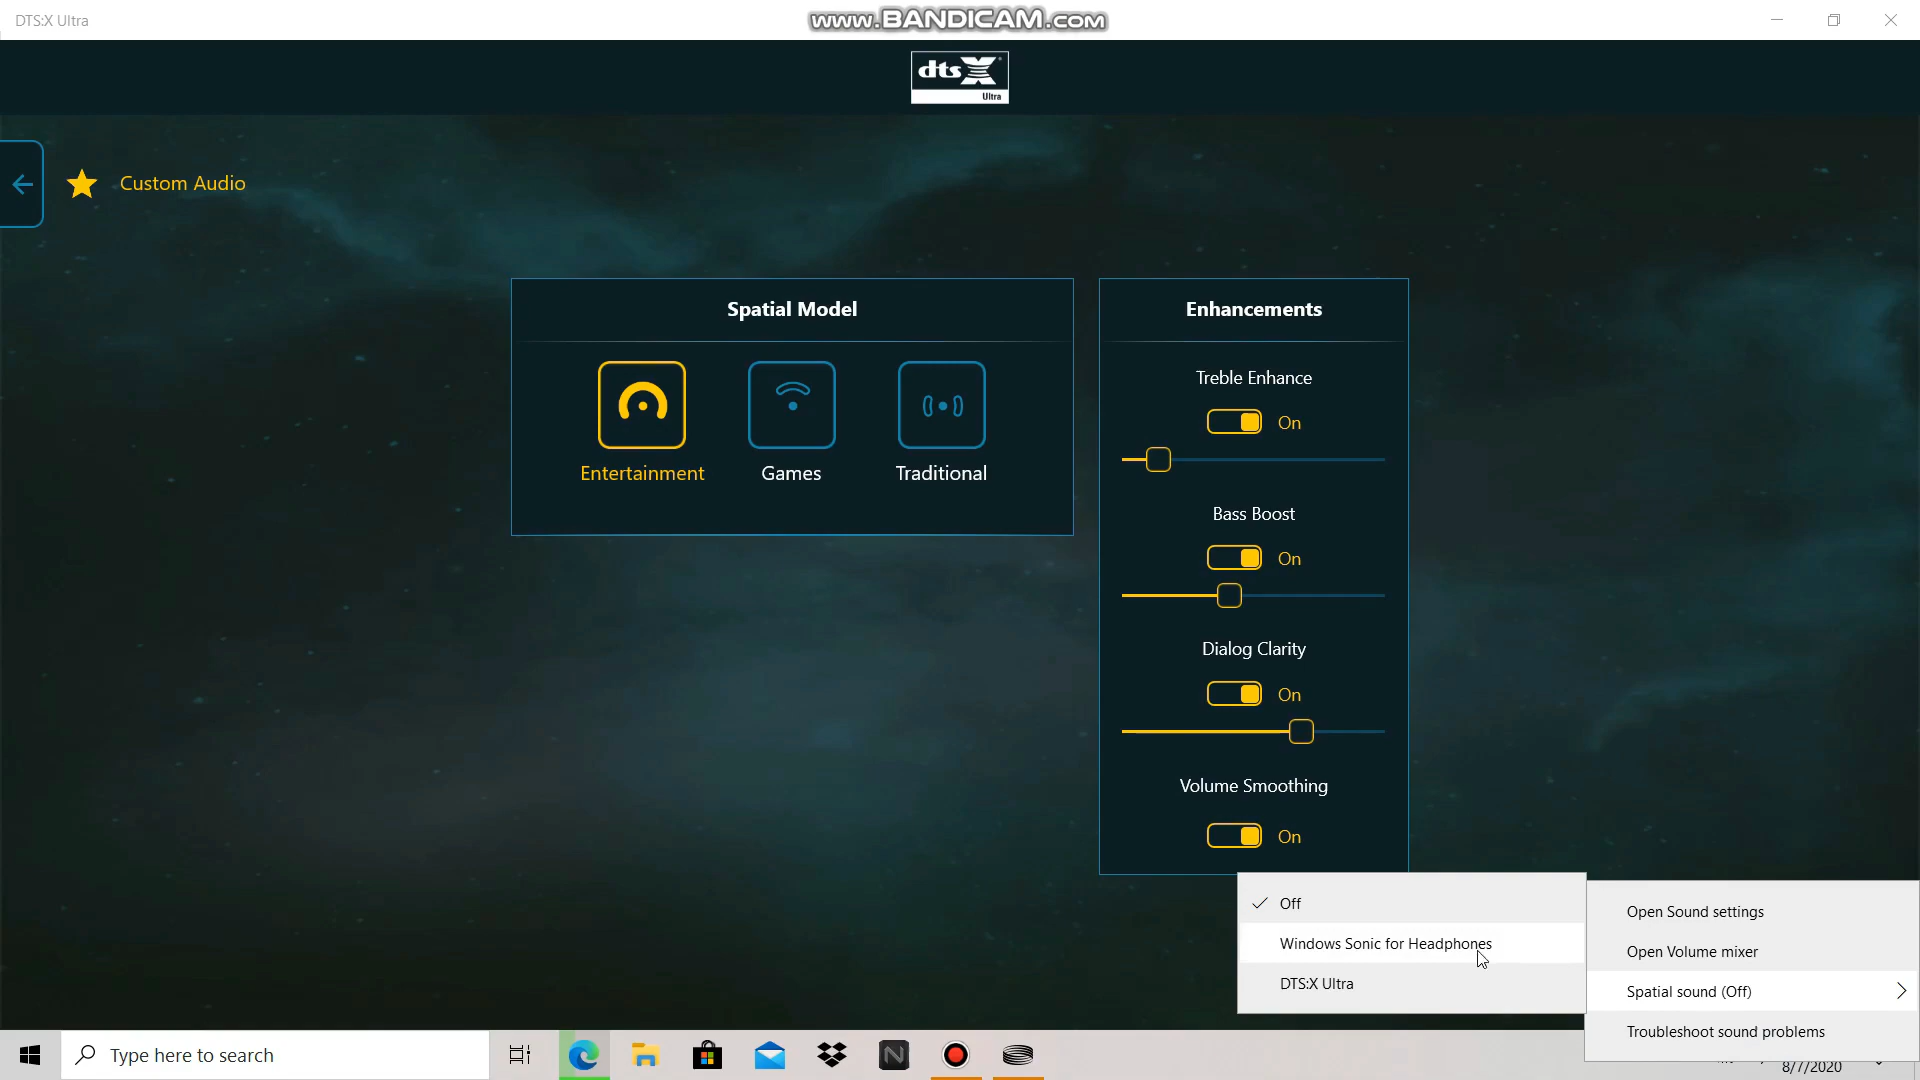 DTS:X Ultra
www.BANDICAM.com
dts X
Ultra
Custom Audio
Spatial Model
Entertainment
Games
Traditional
Enhancements
Treble Enhance
On
Bass Boost
On
Dialog Clarity
On
Volume Smoothing
On
Off
Windows Sonic for Headphones
DTS:X Ultra
Open Sound settings
Open Volume mixer
Spatial sound (Off)
Troubleshoot sound problems
Type here to search
N
8/7/2020